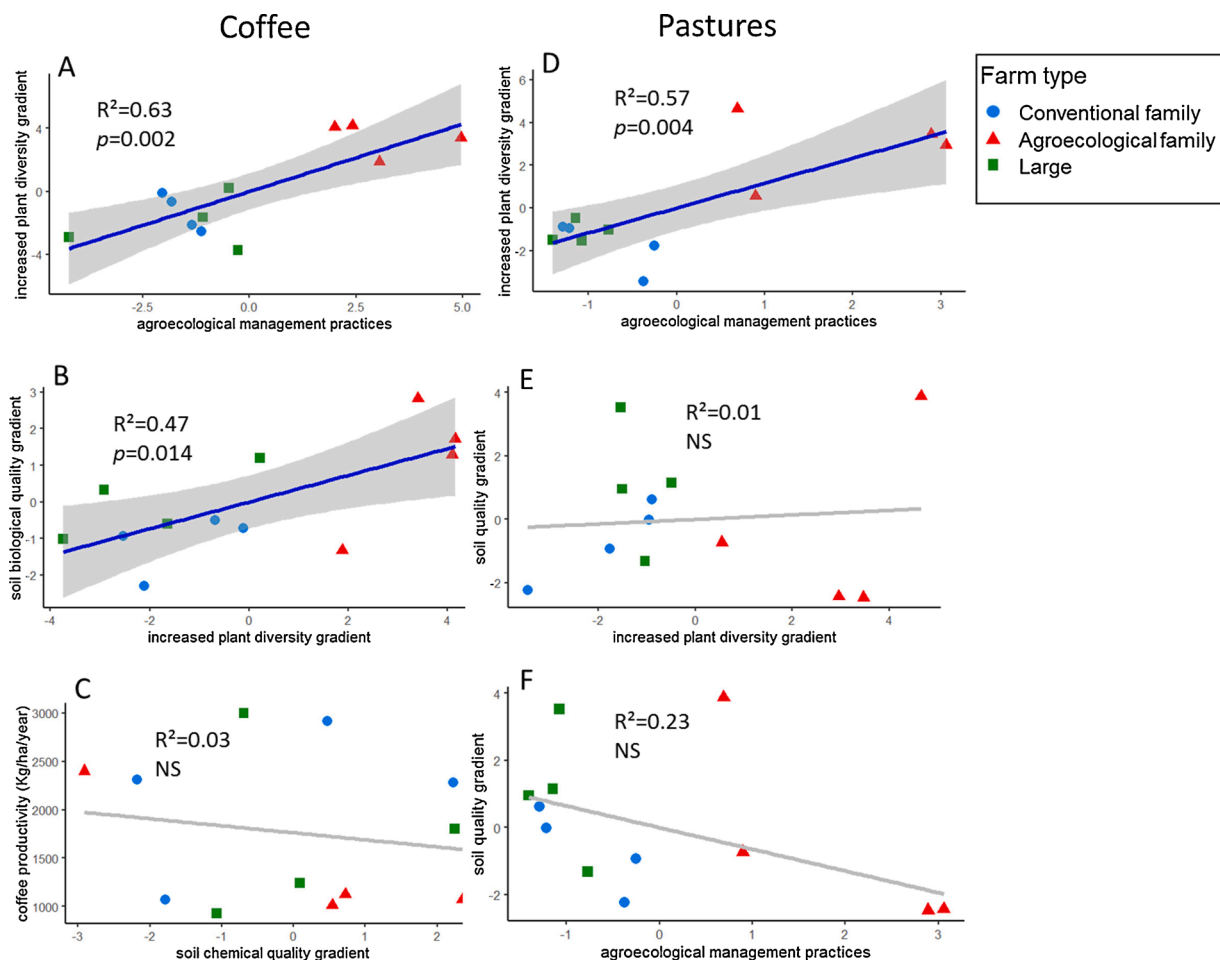 Coffee
Pastures
Farm type
Conventional family
Agroecological family
Large
A
R²=0.63
p=0.002
increased plant diversity gradient
4
0
-4
-2.5
0.0
2.5
5.0
agroecological management practices
D
R²=0.57
p=0.004
increased plant diversity gradient
6
4
2
0
-2
-1
0
1
2
3
agroecological management practices
B
R²=0.47
p=0.014
soil biological quality gradient
3
2
1
0
-1
-2
-4
-2
0
2
4
increased plant diversity gradient
E
R²=0.01
NS
soil quality gradient
4
2
0
-2
-2
0
2
4
increased plant diversity gradient
C
R²=0.03
NS
coffee productivity (Kg/ha/year)
3000
2500
2000
1500
1000
-3
-2
-1
0
1
2
soil chemical quality gradient
F
R²=0.23
NS
soil quality gradient
4
2
0
-2
-1
0
1
2
3
agroecological management practices